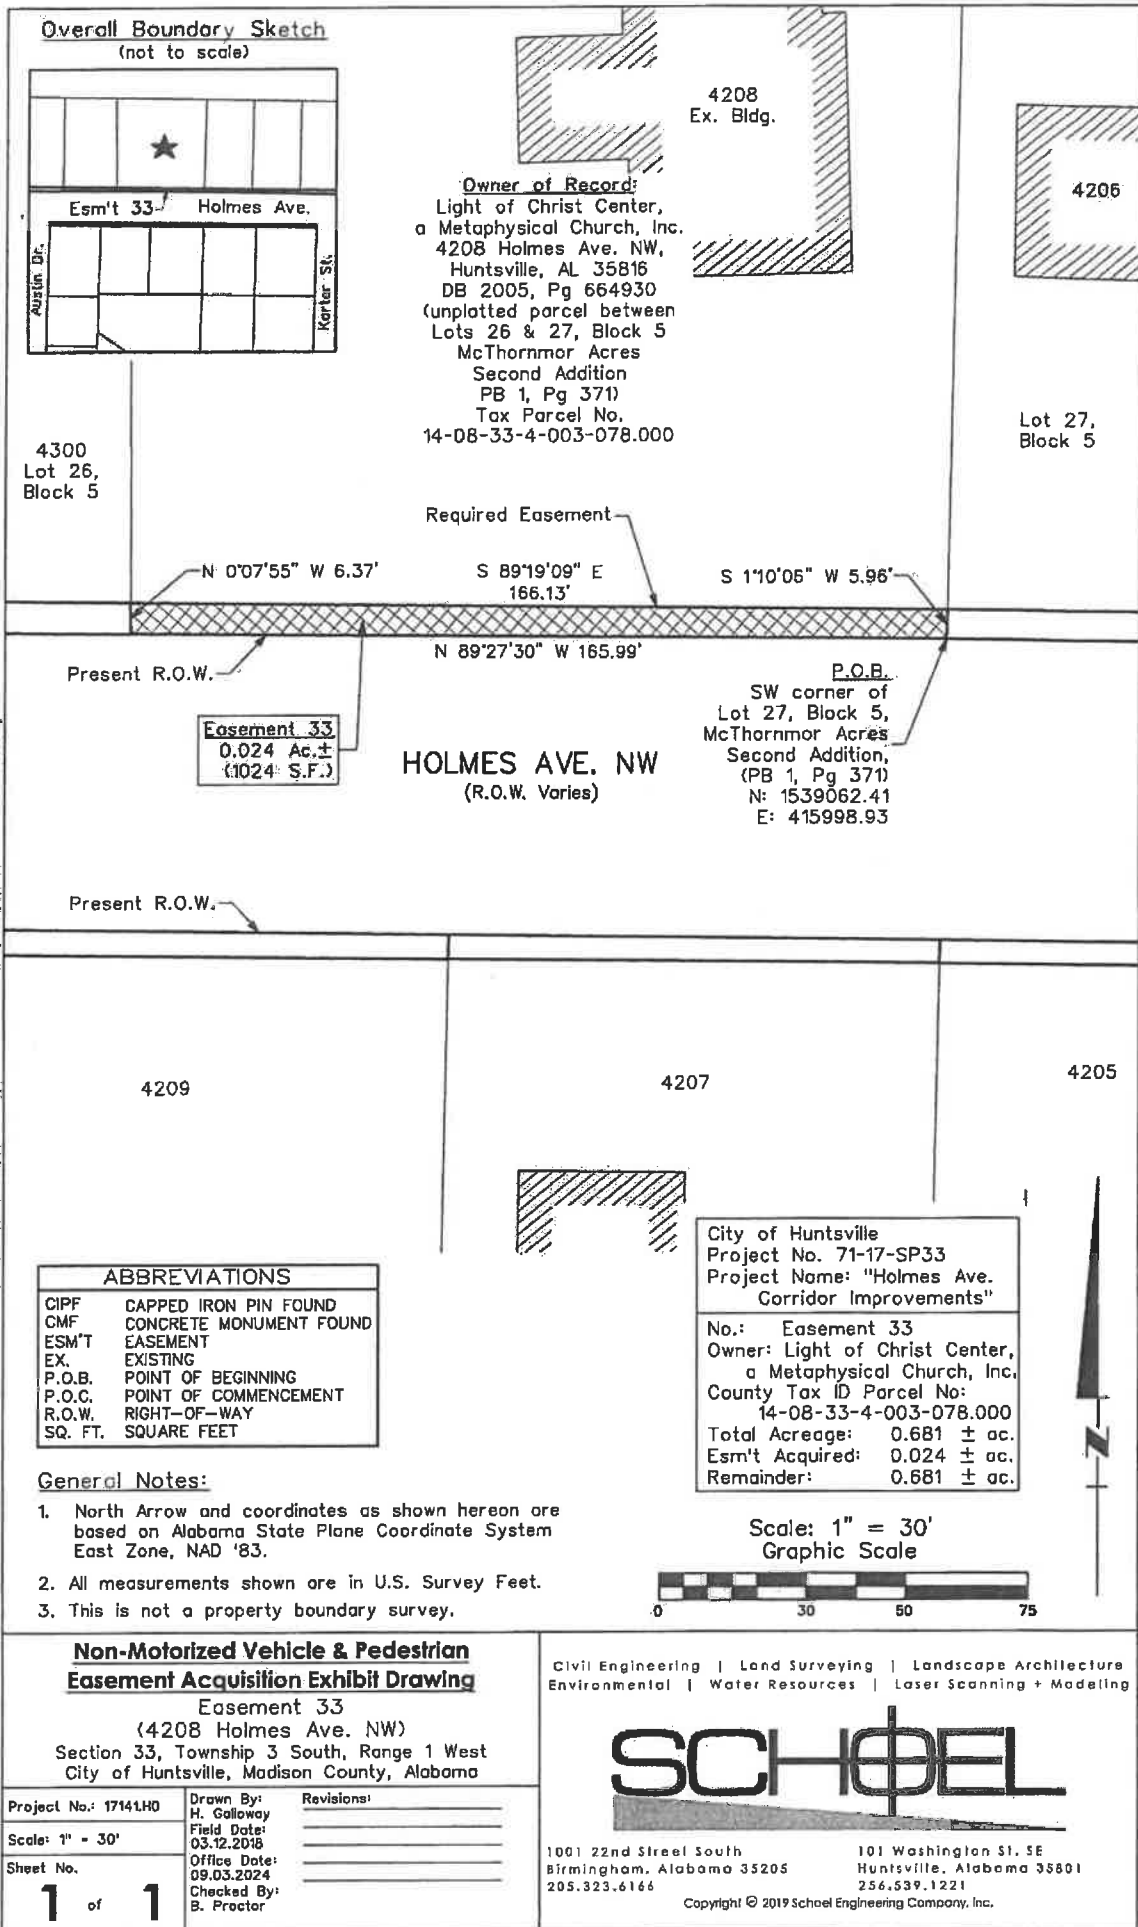 Overall Boundary Sketch
(not to scale)
Esm't 33
Holmes Ave.
Austin Dr.
Karter St.
4208
Ex. Bldg.
4206
Owner of Record:
Light of Christ Center,
a Metaphysical Church, Inc.
4208 Holmes Ave. NW,
Huntsville, AL 35816
DB 2005, Pg 664930
(unplatted parcel between
Lots 26 & 27, Block 5
McThornmor Acres
Second Addition
PB 1, Pg 371)
Tax Parcel No.
14-08-33-4-003-078.000
4300
Lot 26,
Block 5
Lot 27,
Block 5
Required Easement
N 0°07'55" W 6.37'
S 89°19'09" E
166.13'
S 1°10'06" W 5.96'
N 89°27'30" W 165.99'
Present R.O.W.
Easement 33
0.024 Ac.±
(1024 S.F.)
HOLMES AVE. NW
(R.O.W. Varies)
P.O.B.
SW corner of
Lot 27, Block 5,
McThornmor Acres
Second Addition,
(PB 1, Pg 371)
N: 1539062.41
E: 415998.93
Present R.O.W.
4209
4207
4205
ABBREVIATIONS
CIPF CAPPED IRON PIN FOUND
CMF CONCRETE MONUMENT FOUND
ESM'T EASEMENT
EX. EXISTING
P.O.B. POINT OF BEGINNING
P.O.C. POINT OF COMMENCEMENT
R.O.W. RIGHT-OF-WAY
SQ. FT. SQUARE FEET
City of Huntsville
Project No. 71-17-SP33
Project Name: "Holmes Ave.
Corridor Improvements"
No.: Easement 33
Owner: Light of Christ Center,
a Metaphysical Church, Inc.
County Tax ID Parcel No:
14-08-33-4-003-078.000
Total Acreage: 0.681 ± ac.
Esm't Acquired: 0.024 ± ac.
Remainder: 0.681 ± ac.
N
General Notes:
1. North Arrow and coordinates as shown hereon are
based on Alabama State Plane Coordinate System
East Zone, NAD '83.
2. All measurements shown are in U.S. Survey Feet.
3. This is not a property boundary survey.
Scale: 1" = 30'
Graphic Scale
0 30 50 75
Non-Motorized Vehicle & Pedestrian
Easement Acquisition Exhibit Drawing
Easement 33
(4208 Holmes Ave. NW)
Section 33, Township 3 South, Range 1 West
City of Huntsville, Madison County, Alabama
Project No.: 17141.H0
Scale: 1" = 30'
Sheet No.
1 of 1
Drawn By:
H. Galloway
Field Date:
03.12.2018
Office Date:
09.03.2024
Checked By:
B. Proctor
Revisions:
Civil Engineering | Land Surveying | Landscape Architecture
Environmental | Water Resources | Laser Scanning + Modeling
SCHOEL
1001 22nd Street South
Birmingham, Alabama 35205
205.323.6166
101 Washington St. SE
Huntsville, Alabama 35801
256.539.1221
Copyright © 2019 Schoel Engineering Company, Inc.